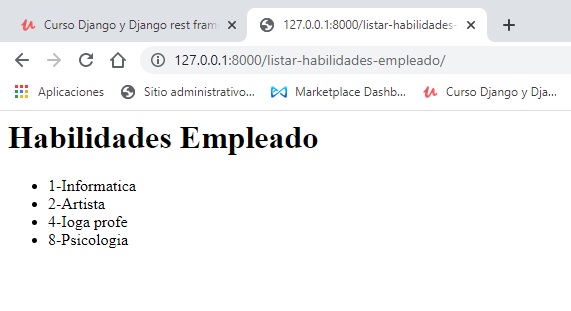 Curso Django y Django rest fram
127.0.0.1:8000/listar-habilidades-
127.0.0.1:8000/listar-habilidades-empleado/
Aplicaciones
Sitio administrativo...
Marketplace Dashb...
Curso Django y Dja...
Habilidades Empleado
1-Informatica
2-Artista
4-Ioga profe
8-Psicologia